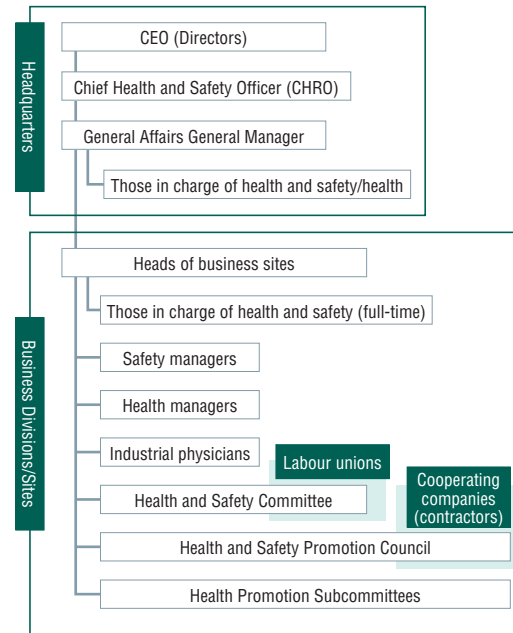 Headquarters
CEO (Directors)
Chief Health and Safety Officer (CHRO)
General Affairs General Manager
Those in charge of health and safety/health
Business Divisions/Sites
Heads of business sites
Those in charge of health and safety (full-time)
Safety managers
Health managers
Industrial physicians
Labour unions
Health and Safety Committee
Cooperating
companies
(contractors)
Health and Safety Promotion Council
Health Promotion Subcommittees